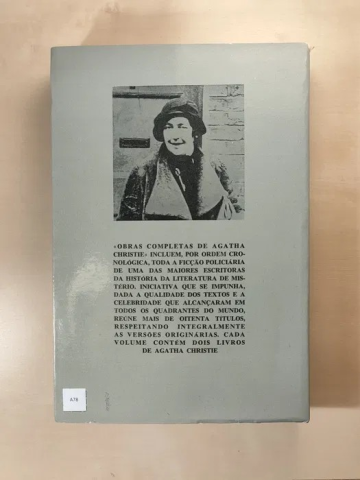 «OBRAS COMPLETAS DE AGATHA
CHRISTIE» INCLUEM, POR ORDEM CRO-
NOLÓGICA, TODA A FICÇÃO POLICIÁRIA
DE UMA DAS MAIORES ESCRITORAS
DA HISTÓRIA DA LITERATURA DE MIS-
TÉRIO. INICIATIVA QUE SE IMPUNHA,
DADA A QUALIDADE DOS TEXTOS E A
CELEBRIDADE QUE ALCANÇARAM EM
TODOS OS QUADRANTES DO MUNDO,
REÚNE MAIS DE OITENTA TÍTULOS,
RESPEITANDO INTEGRALMENTE
AS VERSÕES ORIGINÁRIAS. CADA
VOLUME CONTÉM DOIS LIVROS
DE AGATHA CHRISTIE